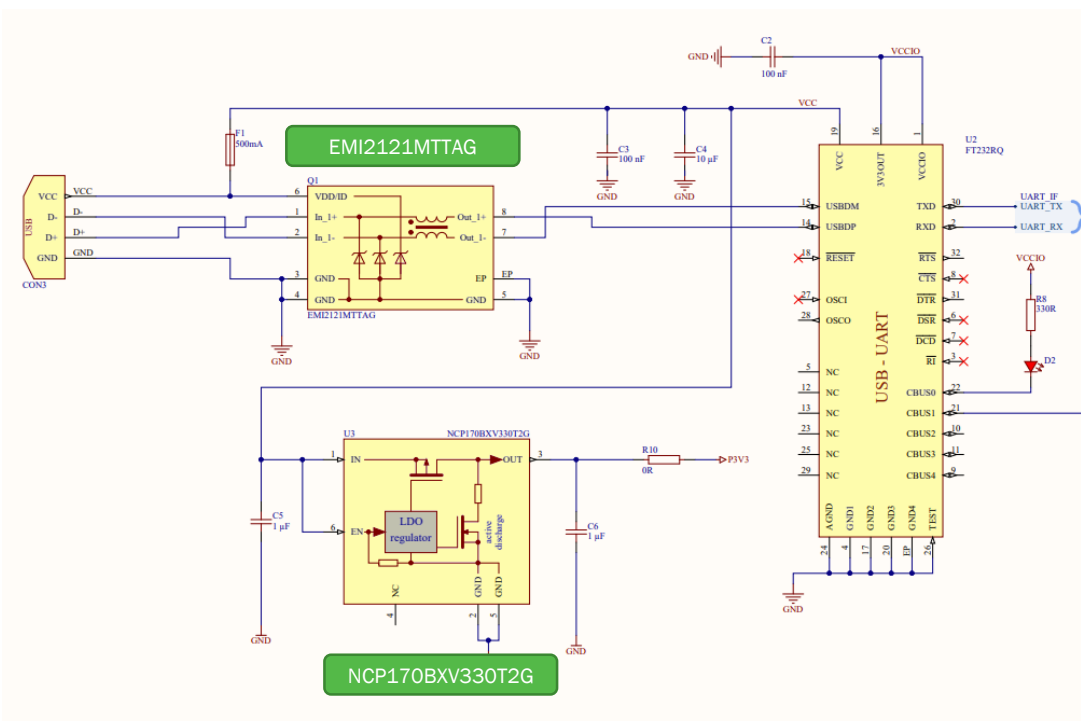 C2
GND
100 nF
VCCIO
VCC
F1
500mA
EMI2121MTTAG
C3
100 nF
GND
C4
10 µF
GND
19
16
1
VCC
3V3OUT
VCCIO
U2
FT232RQ
USB
VCC
VCC
D-
D-
D+
D+
GND
GND
CON3
Q1
6
VDD/ID
1
In_1+
Out_1+
8
2
In_1-
Out_1-
7
3
GND
EP
EP
4
GND
GND
5
EMI2121MTTAG
GND
GND
15
USBDM
14
USBDP
18
RESET
27
OSCI
28
OSCO
5
NC
12
NC
13
NC
23
NC
25
NC
29
NC
USB - UART
TXD
30
RXD
2
RTS
32
CTS
8
DTR
31
DSR
6
DCD
7
RI
3
CBUS0
22
CBUS1
21
CBUS2
10
CBUS3
11
CBUS4
9
UART_IF
UART_TX
UART_RX
VCCIO
R8
330R
D2
AGND
GND1
GND2
GND3
GND4
TEST
24
4
17
20
EP
26
GND
U3
NCP170BXV330T2G
1
IN
OUT
3
6
EN
LDO
regulator
active
discharge
NC
GND
GND
4
2
5
C5
1 µF
GND
R10
0R
P3V3
C6
1 µF
GND
NCP170BXV330T2G